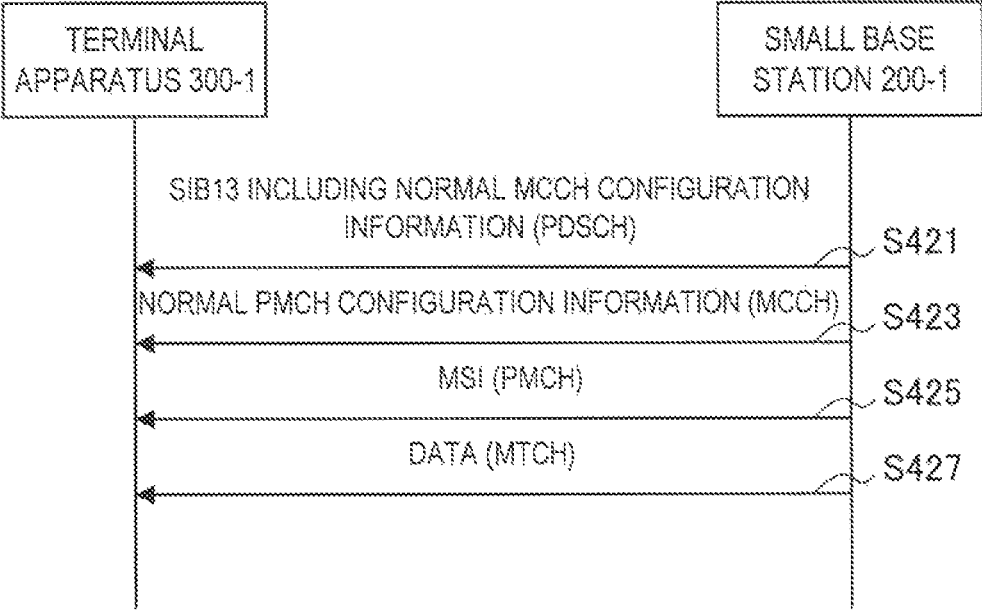 TERMINAL
APPARATUS 300-1
SMALL BASE
STATION 200-1
SIB13 INCLUDING NORMAL MCCH CONFIGURATION
INFORMATION (PDSCH)
S421
NORMAL PMCH CONFIGURATION INFORMATION (MCCH)
S423
MSI (PMCH)
S425
DATA (MTCH)
S427